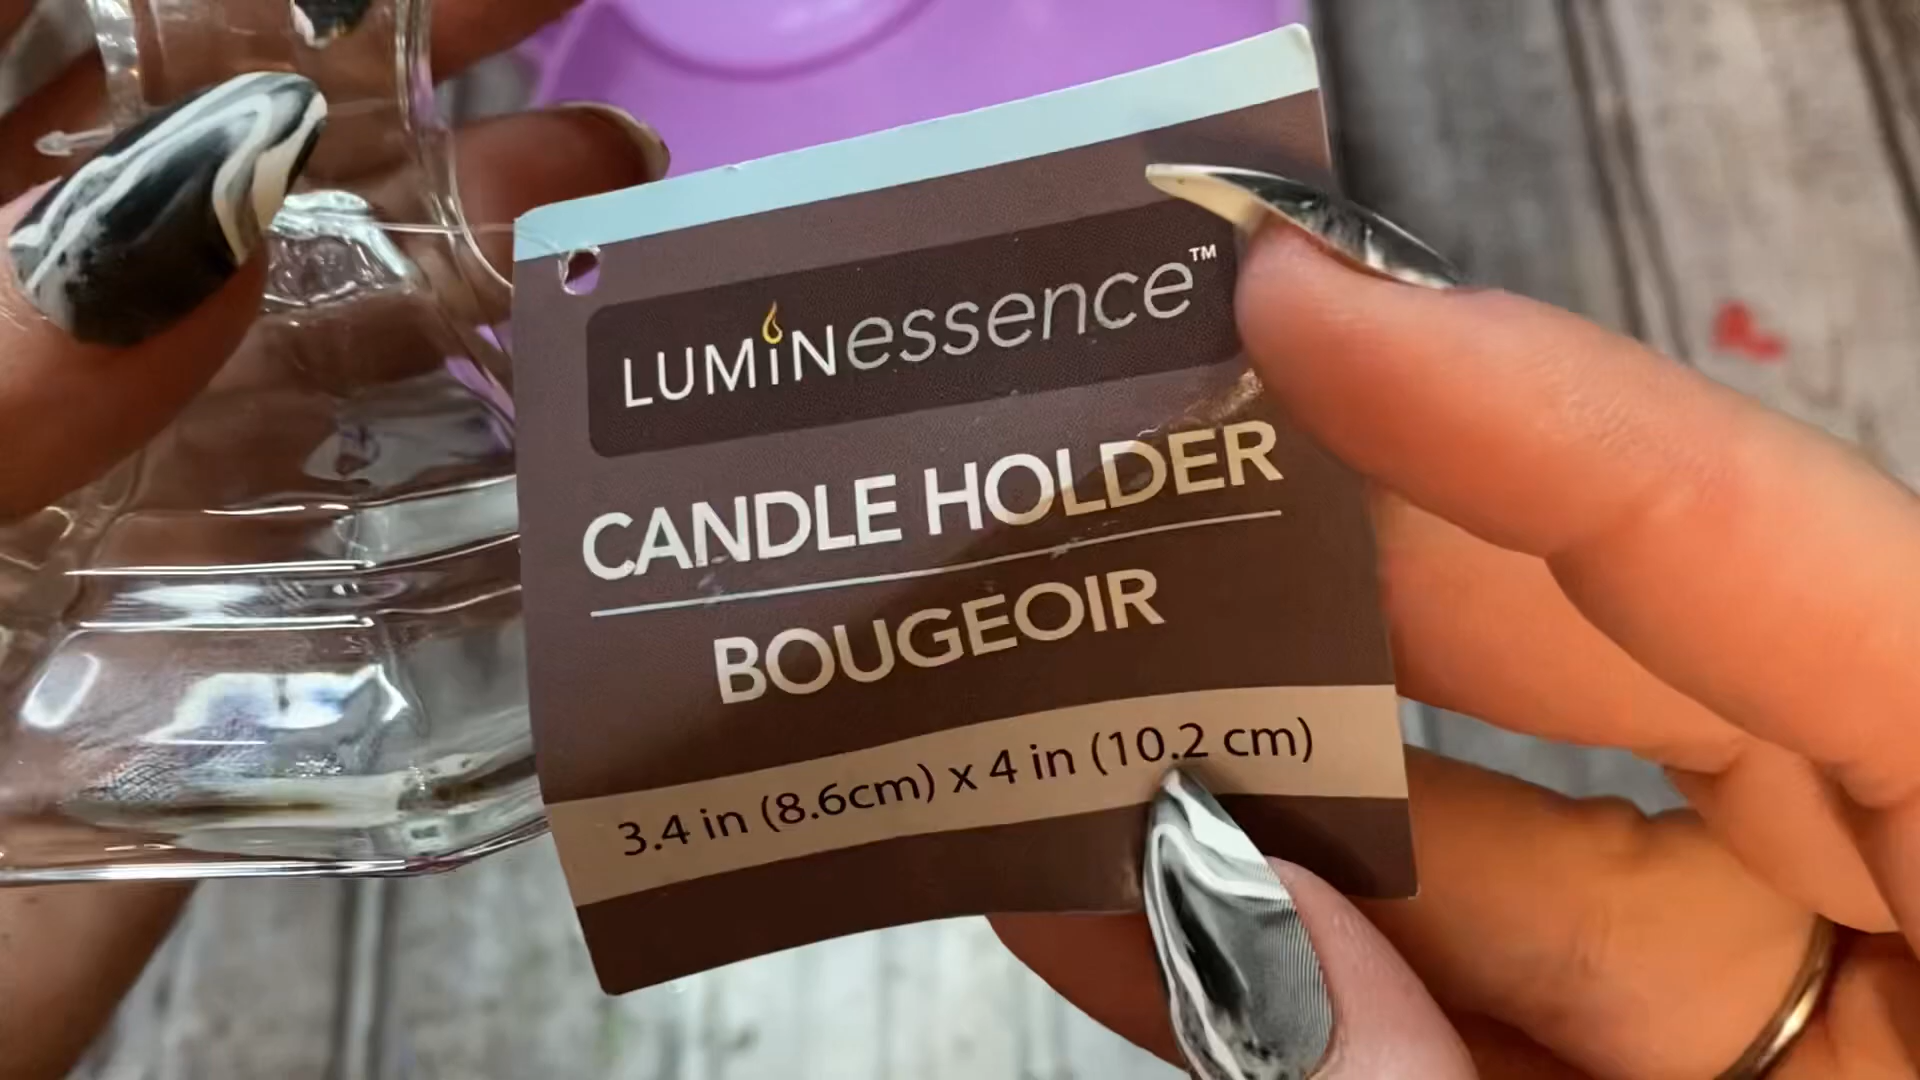 LUMiNessence™
CANDLE HOLDER
BOUGEOIR
3.4 in (8.6cm) x 4 in (10.2 cm)